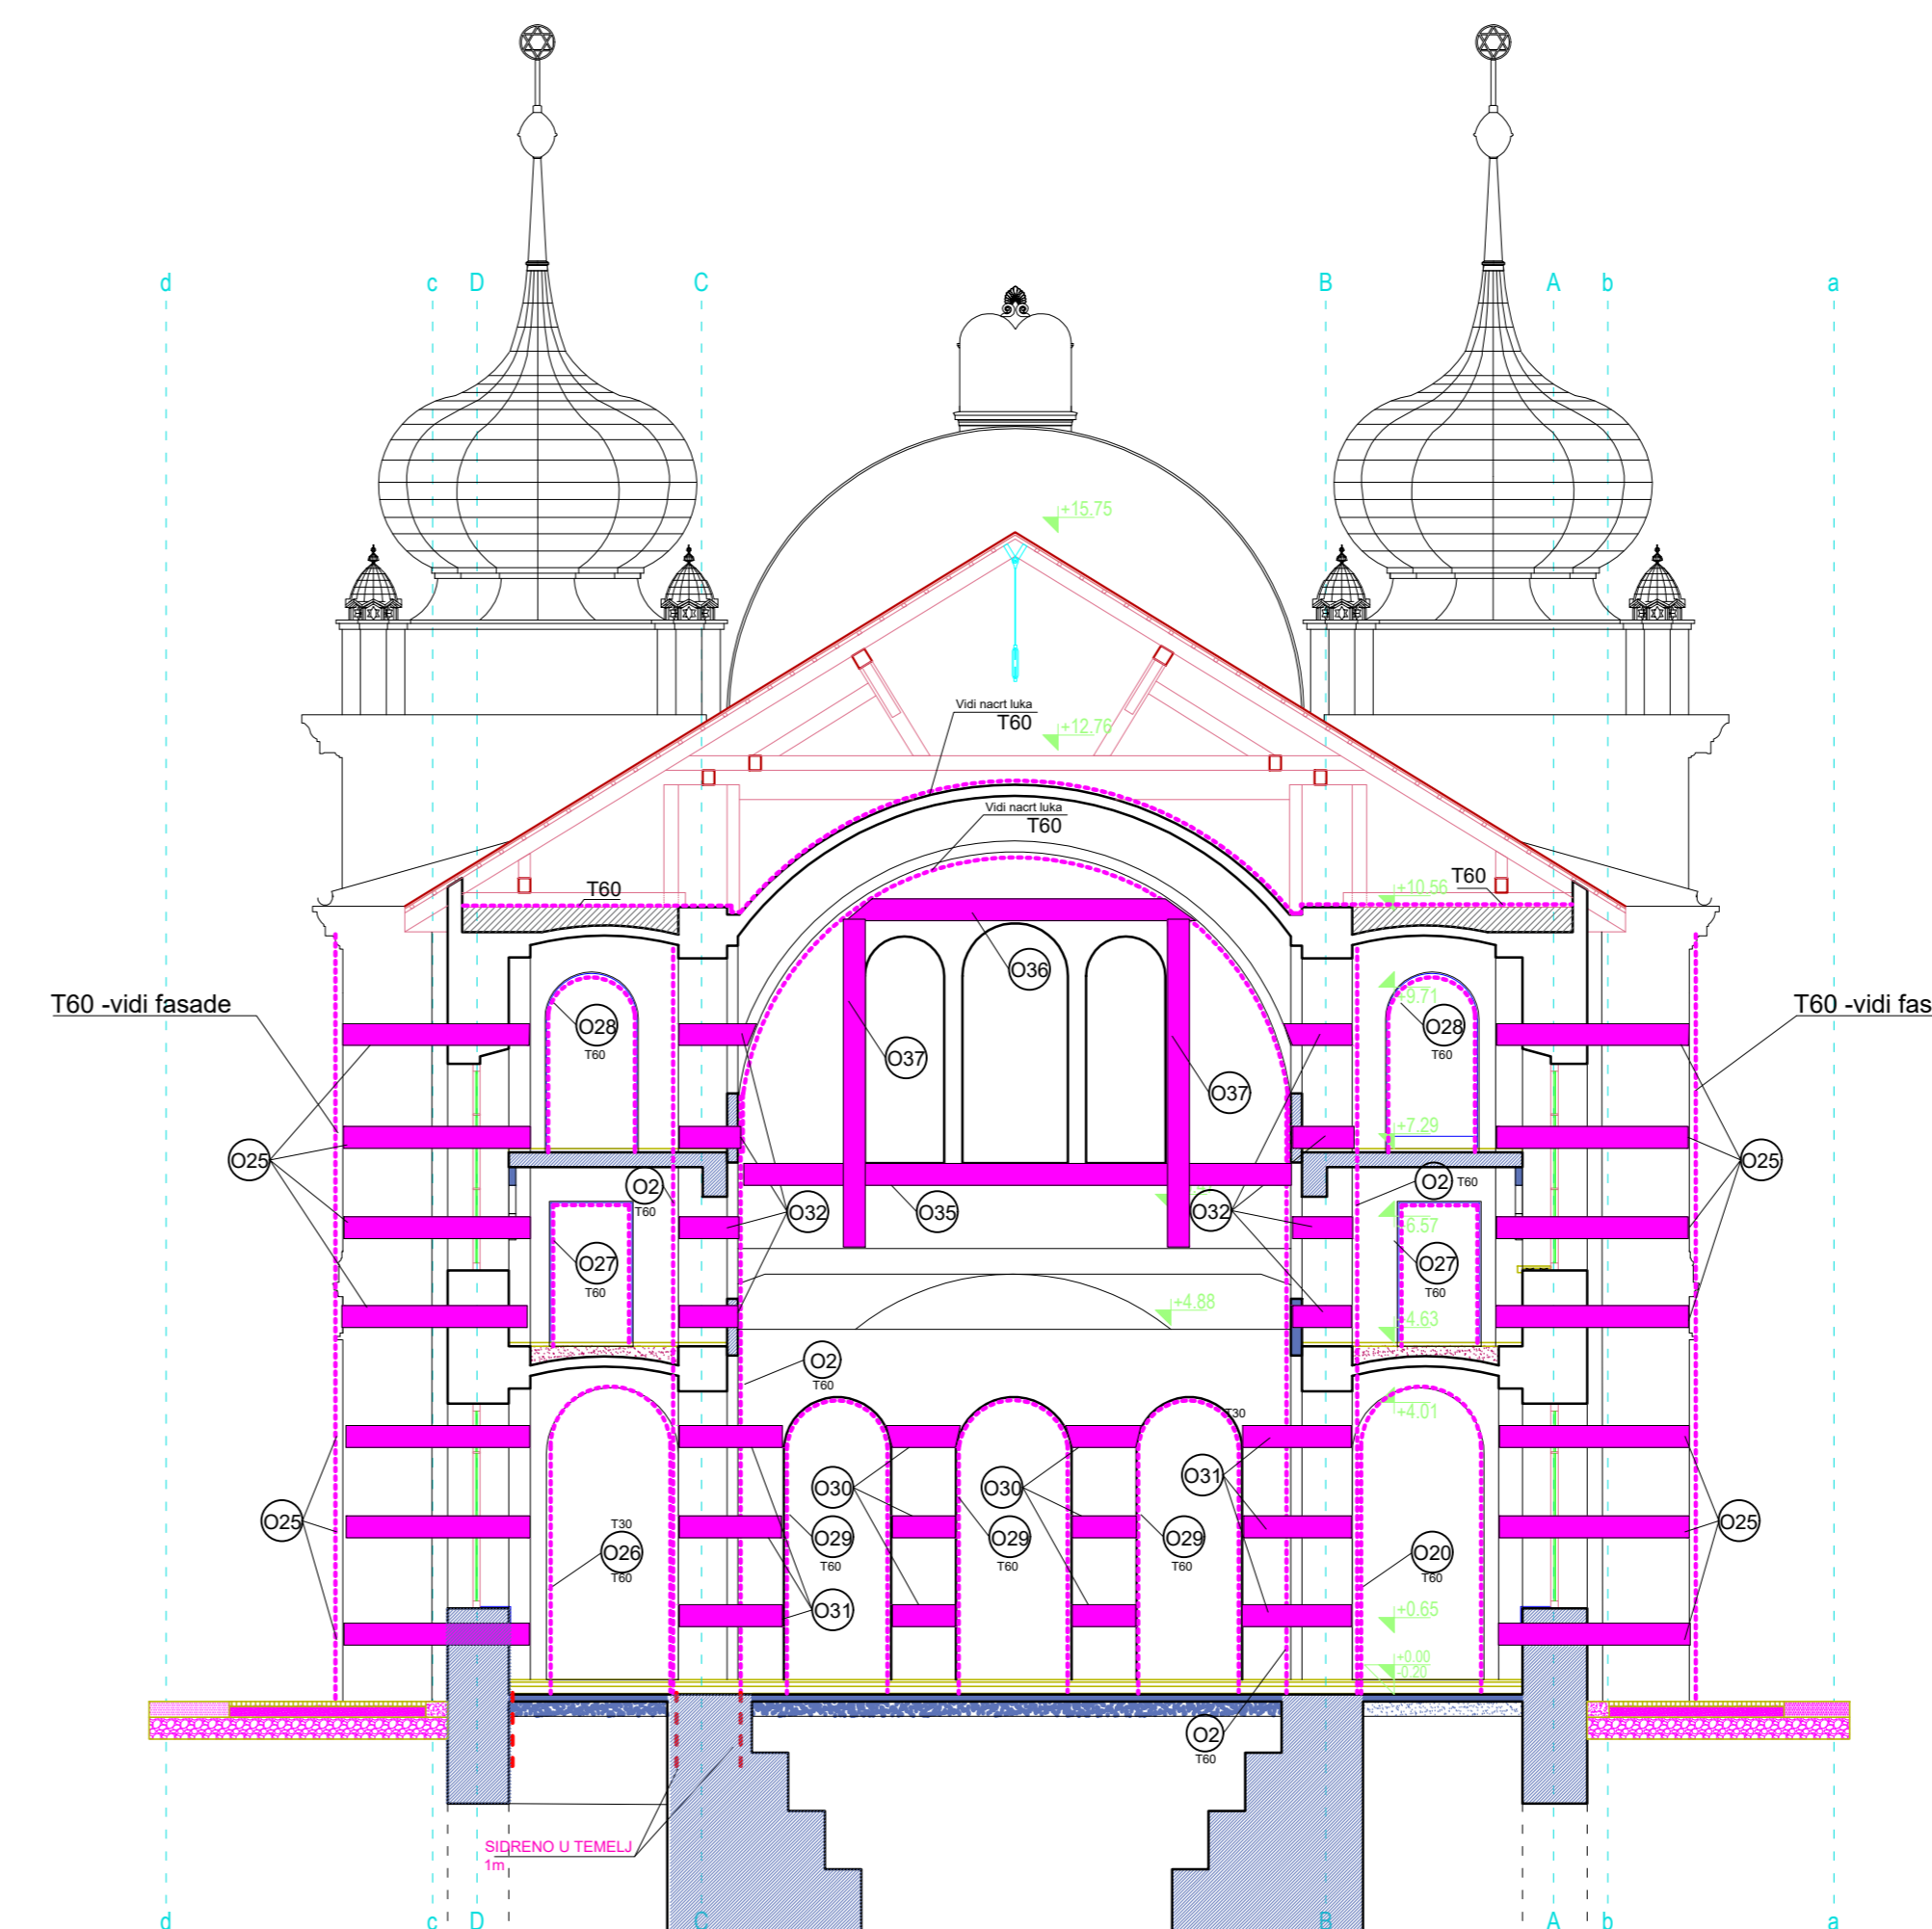 d c D C B A b a
+15.75
Vidi nacrt luka
T60
+12.76
Vidi nacrt luka
T60
T60
T60
+10.56
O36
T60 -vidi fasade
T60 -vidi fas
+9.71
O28
T60
O28
T60
O37
O37
+7.29
O25
O25
O2
T60
O2 T60
O32
O35
O32
+6.57
O27
T60
O27
T60
+4.88
+4.63
O2
T60
+4.01
T30
O31
O30
O30
O25
O25
T30
O26
T60
O29
T60
O29
T60
O29
T60
O20
T60
O31
+0.65
+0.00
-0.20
O2
T60
SIDRENO U TEMELJ
1m
d c D C B A b a